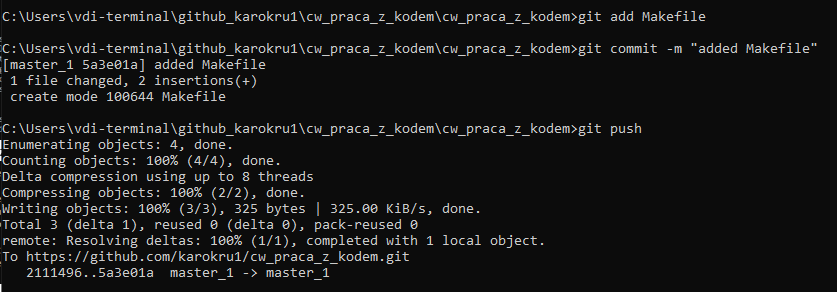 C:\Users\vdi-terminal\github_karokru1\cw_praca_z_kodem\cw_praca_z_kodem>git add Makefile
C:\Users\vdi-terminal\github_karokru1\cw_praca_z_kodem\cw_praca_z_kodem>git commit -m "added Makefile"
[master_1 5a3e01a] added Makefile
 1 file changed, 2 insertions(+)
 create mode 100644 Makefile
C:\Users\vdi-terminal\github_karokru1\cw_praca_z_kodem\cw_praca_z_kodem>git push
Enumerating objects: 4, done.
Counting objects: 100% (4/4), done.
Delta compression using up to 8 threads
Compressing objects: 100% (2/2), done.
Writing objects: 100% (3/3), 325 bytes | 325.00 KiB/s, done.
Total 3 (delta 1), reused 0 (delta 0), pack-reused 0
remote: Resolving deltas: 100% (1/1), completed with 1 local object.
To https://github.com/karokru1/cw_praca_z_kodem.git
   2111496..5a3e01a  master_1 -> master_1